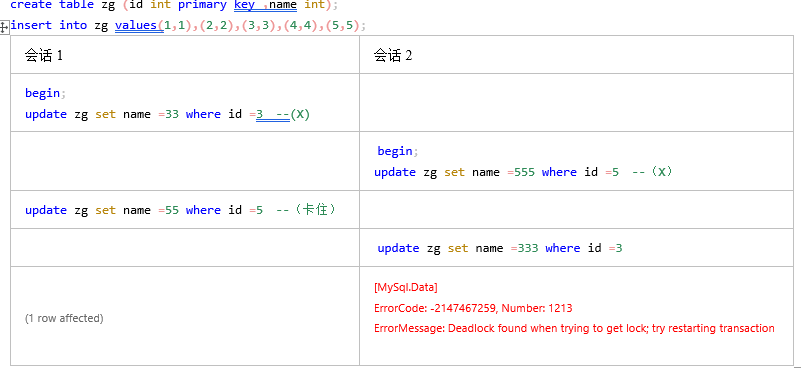 create table zg (id int primary key ,name int);
insert into zg values(1,1),(2,2),(3,3),(4,4),(5,5);
会话 1
会话 2
begin;
update zg set name =33 where id =3 --(X)
begin;
update zg set name =555 where id =5 --（X）
update zg set name =55 where id =5 --（卡住）
update zg set name =333 where id =3
(1 row affected)
[MySql.Data]
ErrorCode: -2147467259, Number: 1213
ErrorMessage: Deadlock found when trying to get lock; try restarting transaction